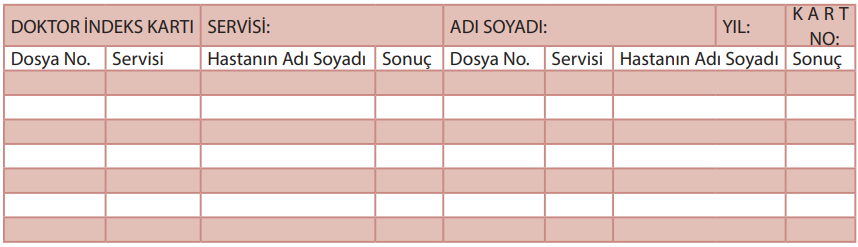 DOKTOR İNDEKS KARTI SERVİSİ: ADI SOYADI: YIL: K A R T NO:
Dosya No. Servisi Hastanın Adı Soyadı Sonuç Dosya No. Servisi Hastanın Adı Soyadı Sonuç